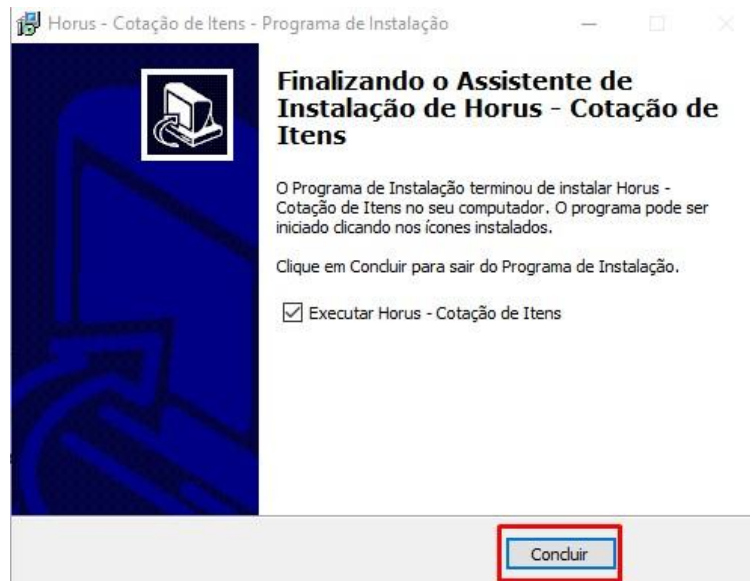 Horus - Cotação de Itens - Programa de Instalação
Finalizando o Assistente de
Instalação de Horus - Cotação de
Itens
O Programa de Instalação terminou de instalar Horus -
Cotação de Itens no seu computador. O programa pode ser
iniciado clicando nos ícones instalados.
Clique em Concluir para sair do Programa de Instalação.
Executar Horus - Cotação de Itens
Concluir